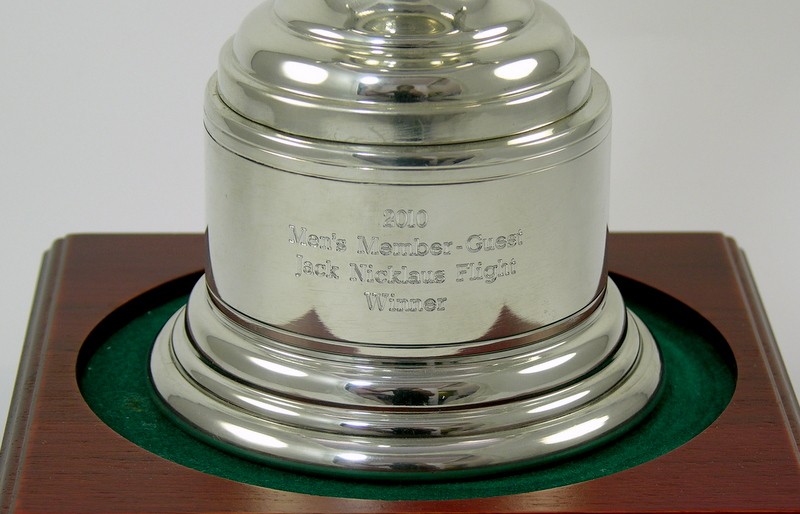 2010
Men's Member-Guest
Jack Nicklaus Flight
Winner